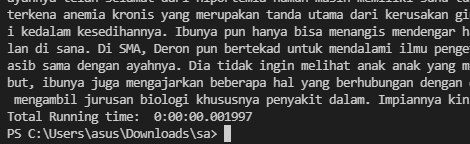 ayahnya telah selamat dari hipotermia namun masih memiliki
terkena anemia kronis yang merupakan tanda utama dari kerusakan gi
i kedalam kesedihannya. Ibunya pun hanya bisa menangis mendengar h
lan di sana. Di SMA, Deron pun bertekad untuk mendalami ilmu penge
asib sama dengan ayahnya. Dia tidak ingin melihat anak anak yang m
but, ibunya juga mengajarkan beberapa hal yang berhubungan dengan
mengambil jurusan biologi khususnya penyakit dalam. Impiannya kin
Total Running time: 0:00:00.001997
PS C:\Users\asus\Downloads\sa>